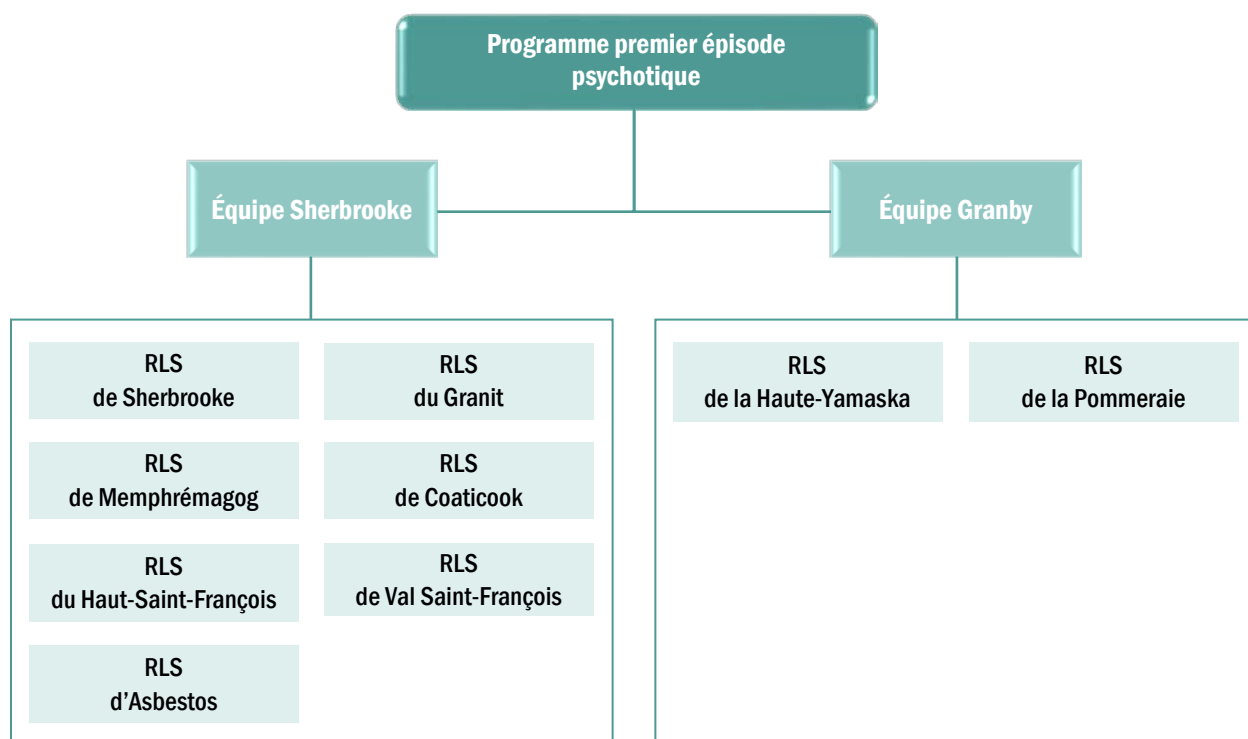 Programme premier épisode
psychotique
Équipe Sherbrooke
Équipe Granby
RLS
de Sherbrooke
RLS
du Granit
RLS
de Memphrémagog
RLS
de Coaticook
RLS
du Haut-Saint-François
RLS
de Val Saint-François
RLS
d’Asbestos
RLS
de la Haute-Yamaska
RLS
de la Pommeraie